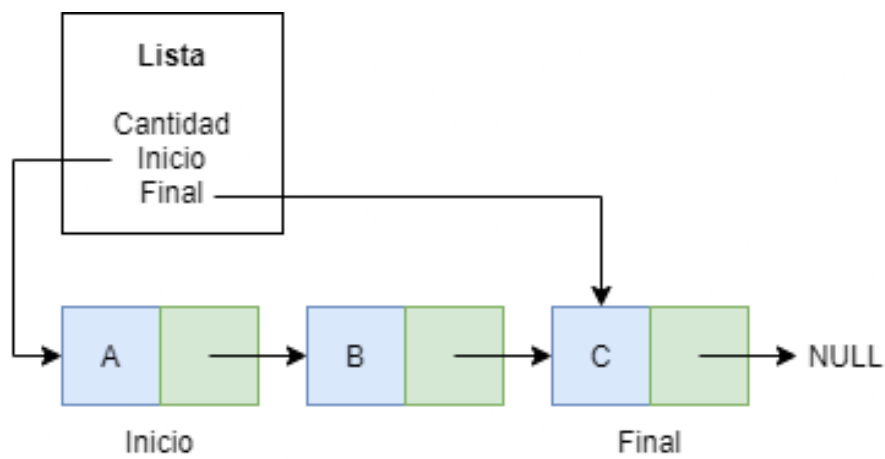 Lista
Cantidad
Inicio
Final
A
B
C
NULL
Inicio
Final